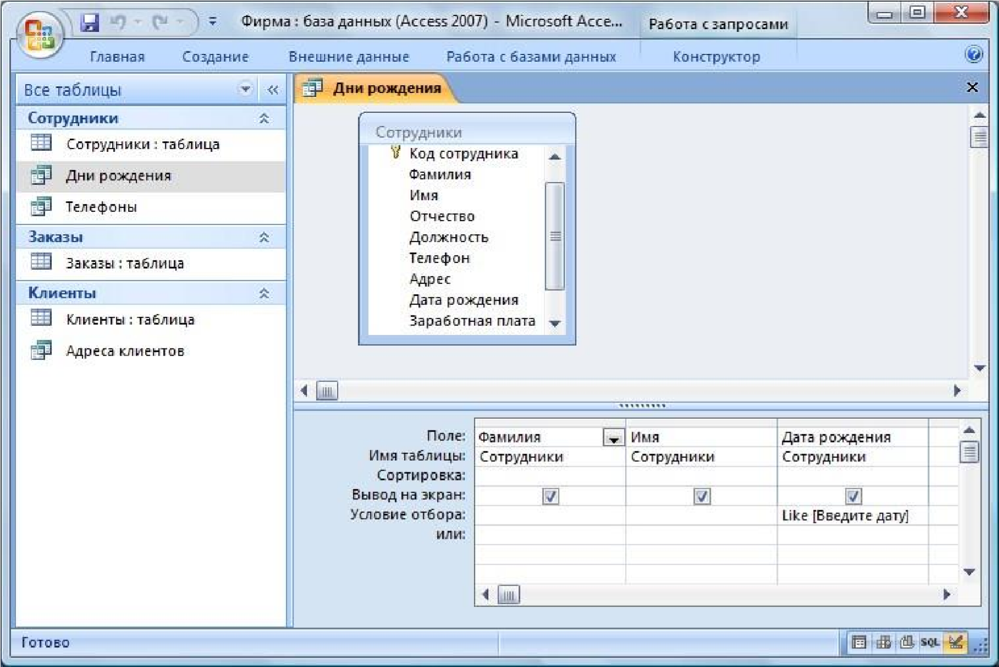 Фирма : база данных (Access 2007) - Microsoft Acce...
Работа с запросами
Главная
Создание
Внешние данные
Работа с базами данных
Конструктор
Все таблицы
Сотрудники
Сотрудники : таблица
Дни рождения
Телефоны
Заказы
Заказы : таблица
Клиенты
Клиенты : таблица
Адреса клиентов
Дни рождения
Сотрудники
Код сотрудника
Фамилия
Имя
Отчество
Должность
Телефон
Адрес
Дата рождения
Заработная плата
Поле: Фамилия Имя Дата рождения
Имя таблицы: Сотрудники Сотрудники Сотрудники
Сортировка:
Вывод на экран:
Условие отбора: Like [Введите дату]
или:
Готово
SQL